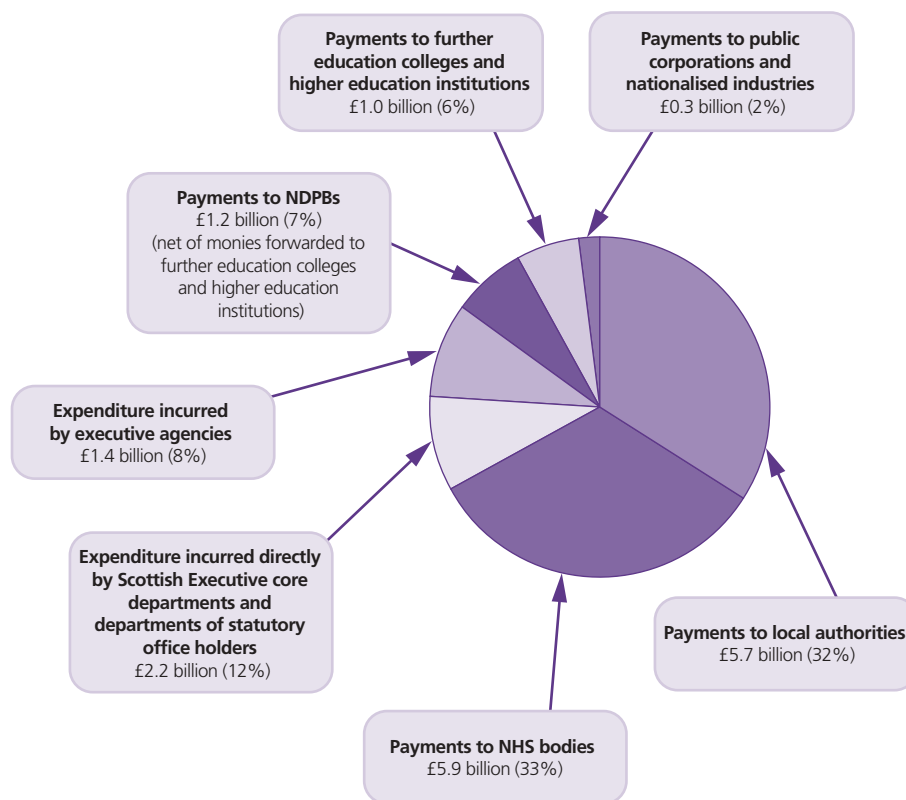 Payments to further
education colleges and
higher education institutions
£1.0 billion (6%)
Payments to public
corporations and
nationalised industries
£0.3 billion (2%)
Payments to NDPBs
£1.2 billion (7%)
(net of monies forwarded to
further education colleges
and higher education
institutions)
Expenditure incurred
by executive agencies
£1.4 billion (8%)
Expenditure incurred directly
by Scottish Executive core
departments and
departments of statutory
office holders
£2.2 billion (12%)
Payments to local authorities
£5.7 billion (32%)
Payments to NHS bodies
£5.9 billion (33%)